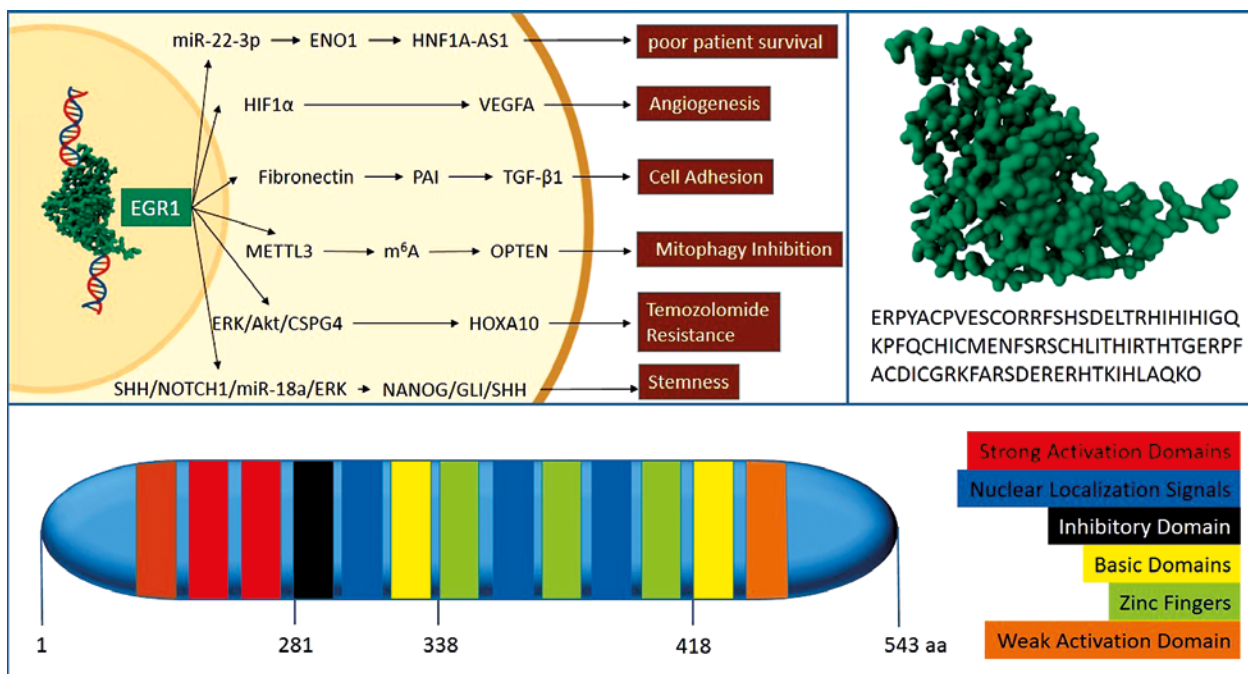 miR-22-3p ENO1 HNF1A-AS1 poor patient survival
HIF1α VEGFA Angiogenesis
Fibronectin PAI TGF-β1 Cell Adhesion
EGR1
METTL3 m⁶A OPTEN Mitophagy Inhibition
ERK/Akt/CSPG4 HOXA10 Temozolomide
Resistance
SHH/NOTCH1/miR-18a/ERK NANOG/GLI/SHH Stemness
ERPYACPVESCORRFSHSDELTRHIHIHIGQ
KPFQCHICMENFSRSCHLITHIRTHTGERPF
ACDICGRKFARSDERERHTKIHLAQKO
Strong Activation Domains
Nuclear Localization Signals
Inhibitory Domain
Basic Domains
Zinc Fingers
Weak Activation Domain
1 281 338 418 543 aa